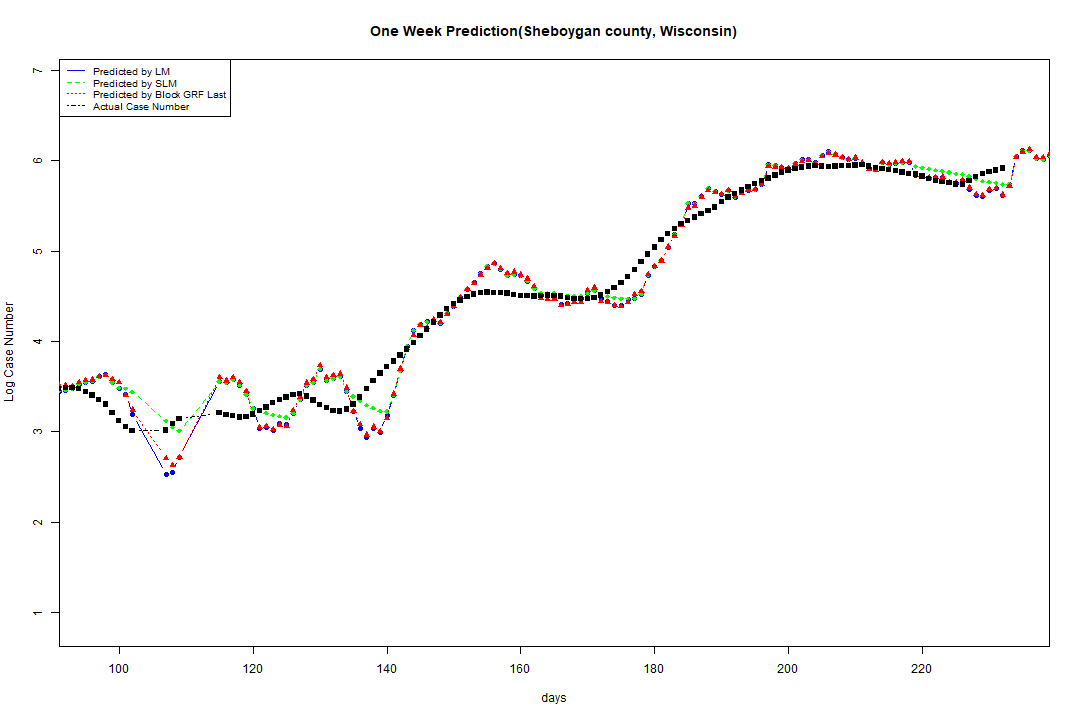 One Week Prediction(Sheboygan county, Wisconsin)
Predicted by LM
Predicted by SLM
Predicted by Block GRF Last
Actual Case Number
7
6
5
4
3
2
1
Log Case Number
100 120 140 160 180 200 220
days